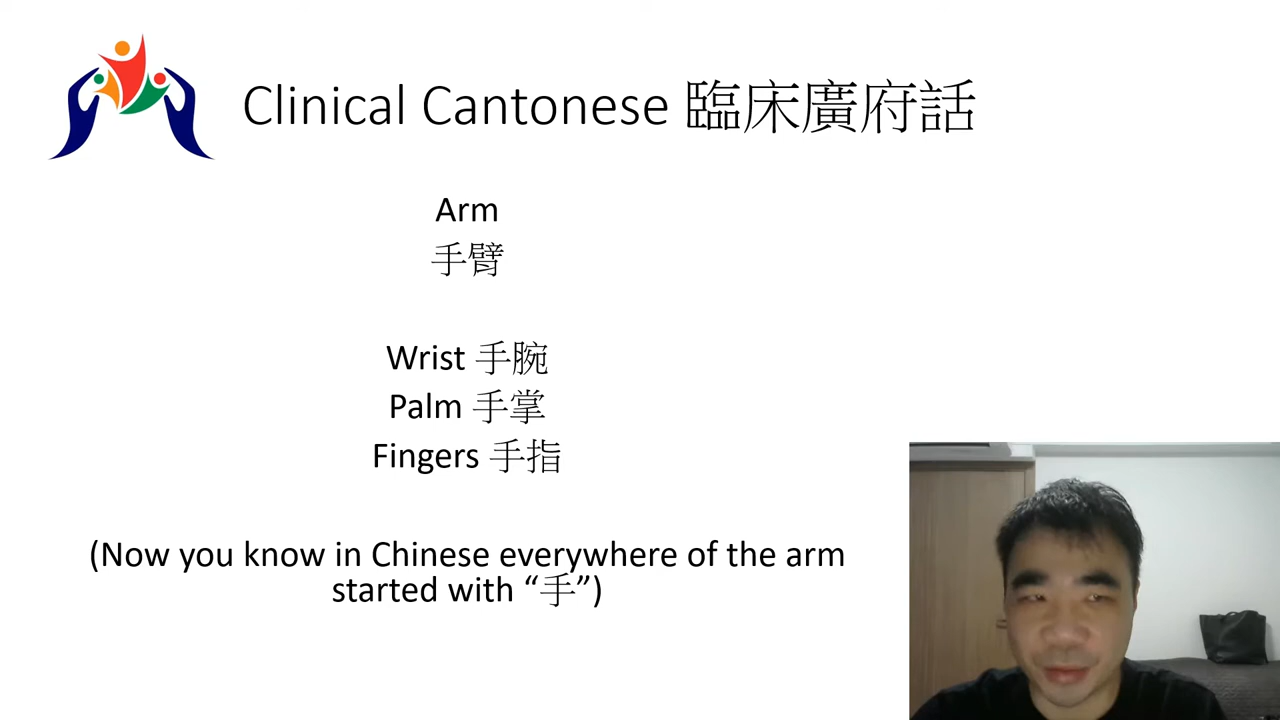 Clinical Cantonese 臨床廣府話
Arm
手臂
Wrist 手腕
Palm 手掌
Fingers 手指
(Now you know in Chinese everywhere of the arm
started with “手”)